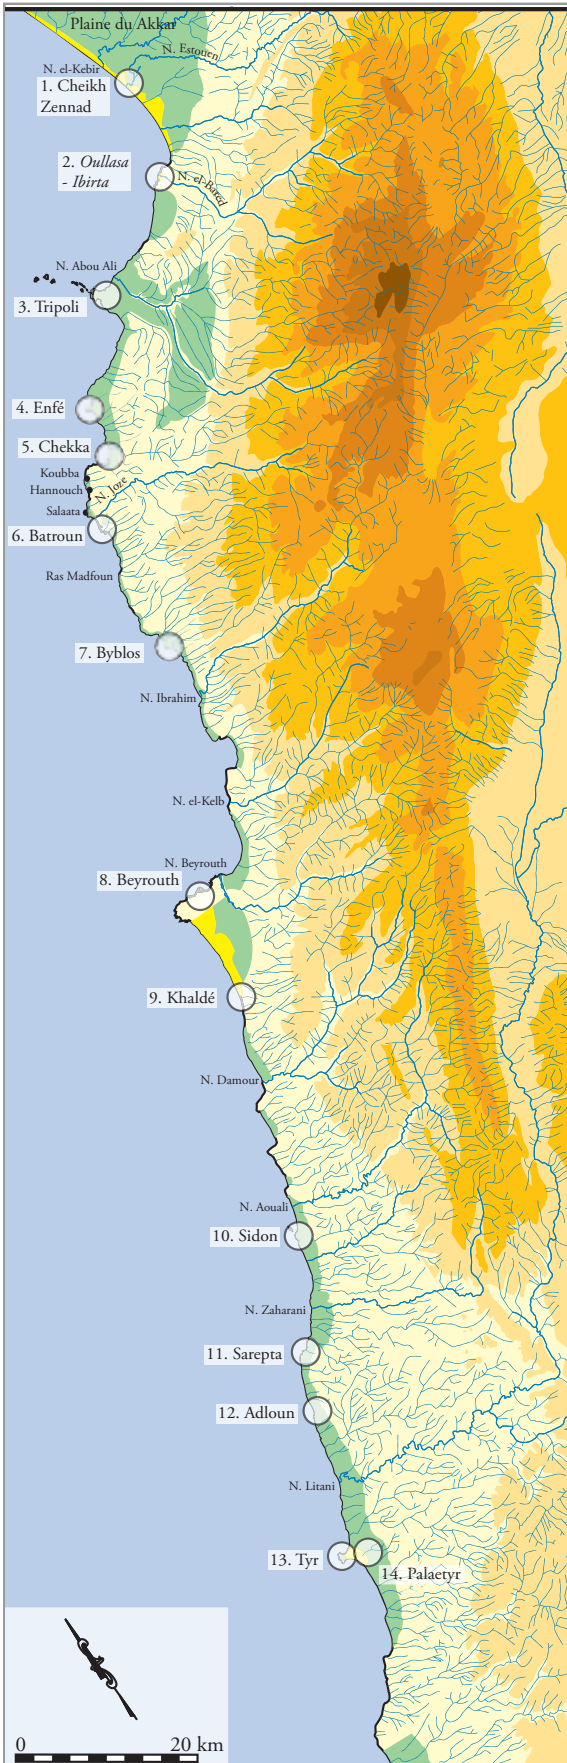 Plaine du Akkar
N. Estouen
N. el-Kebir
1. Cheikh
Zennad
2. Oullasa
- Ibirta
N. el-Bared
N. Abou Ali
3. Tripoli
4. Enfé
5. Chekka
Koubba
Hannouch
N. Joze
Salaata
6. Batroun
Ras Madfoun
7. Byblos
N. Ibrahim
N. el-Kelb
N. Beyrouth
8. Beyrouth
9. Khaldé
N. Damour
N. Aouali
10. Sidon
N. Zaharani
11. Sarepta
12. Adloun
N. Litani
13. Tyr
14. Palaetyr
0 20 km